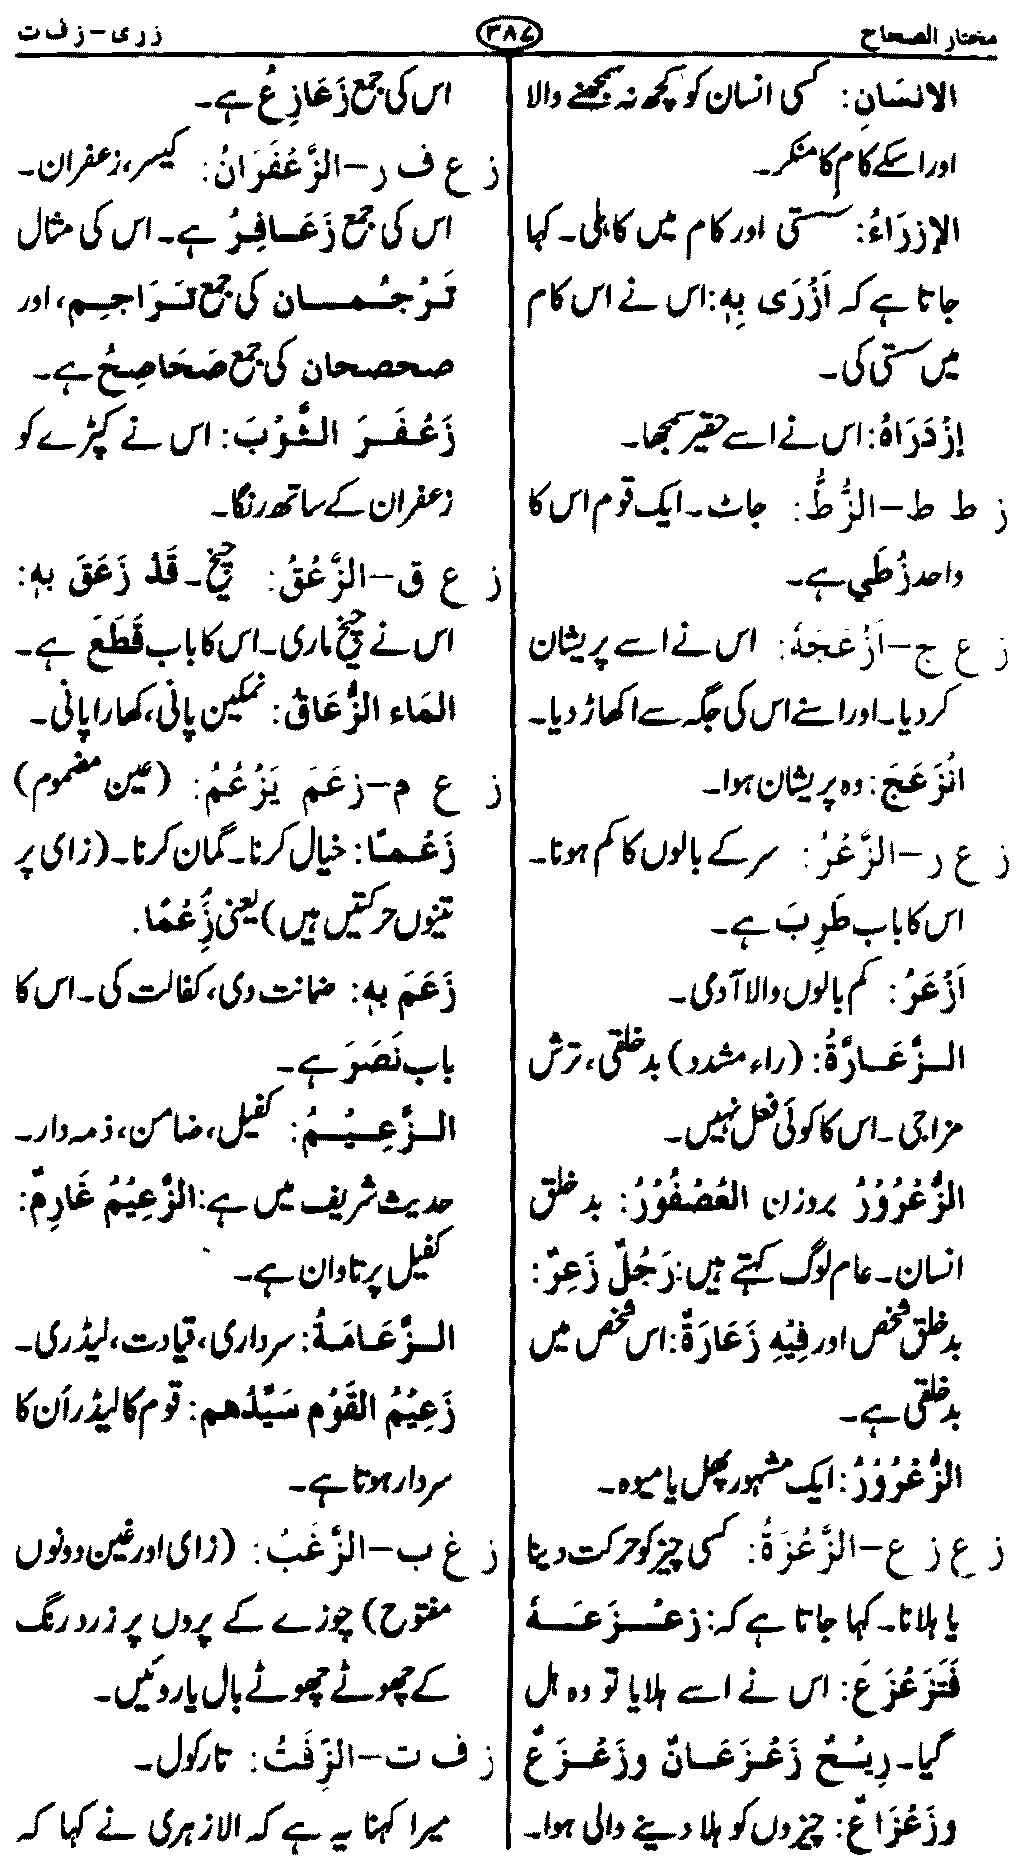 مختار الصحاح
۳۸۷
زری-ز ف ت
الانسَان: کسی انسان کو کچھ نہ سمجھنے والا
اور اسکے کام کا منکر۔
الإزرَاءُ: سستی اور کام میں کاہلی۔ کہا
جاتا ہے کہ اَزْرَی بِہٖ: اس نے اس کام
میں سستی کی۔
اِزْدَرَاہُ: اس نے اسے حقیر سمجھا۔
ز ط ط-الزُّطُّ: جاٹ۔ ایک قوم اس کا
واحد زُطِّي ہے۔
ز ع ج-اَزْعَجَهٗ: اس نے اسے پریشان
کر دیا۔ اور اسنے اس کی جگہ سے اکھاڑ دیا۔
انْزَعَجَ: وہ پریشان ہوا۔
ز ع ر-الزَّعْرُ: سر کے بالوں کا کم ہونا۔
اس کا باب طَرِبَ ہے۔
اَزْعَرُ: کم بالوں والا آدی۔
الزَّعَارَّةُ: (راء مشدد) بدخلقی، ترش
مزاجی۔ اس کا کوئی فعل نہیں۔
الزُّعْرُوْرُ بروزن العُصْفُوْرُ: بدخلق
انسان۔ عام لوگ کہتے ہیں: رَجُلٌ زَعِرٌ:
بدخلق شخص اور فِيْهِ زَعَارَةٌ: اس شخص میں
بدخلقی ہے۔
الزُّعْرُوْرُ: ایک مشہور پھل یا میوہ۔
ز ع ز ع-الزَّعْزَةُ: کسی چیز کو حرکت دینا
یا ہلانا۔ کہا جاتا ہے کہ: زعْزَعَهٗ
فَتَزَعْزَعَ: اس نے اسے ہلایا تو وہ ہل
گیا۔ رِيْحٌ زَعْزَعَانٌ وزَعْزَعٌ
وزَعْزَاعٌ: چیزوں کو ہلا دینے والی ہوا۔
اس کی جمع زَعَازِعُ ہے۔
ز ع ف ر-الزَّعْفَرَانُ: کیسر، زعفران۔
اس کی جمع زَعَافِرُ ہے۔ اس کی مثال
تَرْجُمان کی جمع تَرَاجِم، اور
صحصحان کی جمع صَحَاصِحُ ہے۔
زَعْفَرَ الثَّوْبَ: اس نے کپڑے کو
زعفران کے ساتھ رنگا۔
ز ع ق-الزَّعْقُ: چیخ۔ قَدْ زَعَقَ بِهٖ:
اس نے چیخ ماری۔ اس کا باب قَطَعَ ہے۔
المَاء الزُّعَاقُ: نمکین پانی، کھارا پانی۔
ز ع م-زعَمَ يَزْعُمُ: (عین مضموم)
زَعْمًا: خیال کرنا۔ گمان کرنا۔ (زای پر
تینوں حرکتیں ہیں) یعنی زَُِعْمًا۔
زَعَمَ بِهٖ: ضمانت دی، کفالت کی۔ اس کا
باب نَصَرَ ہے۔
الزَّعِيْمُ: کفیل، ضامن، ذمہ دار۔
حدیث شریف میں ہے: الزَّعِيْمُ غَارِمٌ:
کفیل پر تاوان ہے۔
الزَّعَامَةُ: سرداری، قیادت، لیڈری۔
زَعِيْمُ القَوْمِ سَيِّدُهم: قوم کا لیڈر اُن کا
سردار ہوتا ہے۔
ز غ ب-الزَّغَبُ: (زای اور غین دونوں
مفتوح) چوزے کے پروں پر زرد رنگ
کے چھوٹے چھوٹے بال یا روئیں۔
ز ف ت-الزِّفْتُ: تارکول۔
میرا کہنا یہ ہے کہ الازہری نے کہا کہ